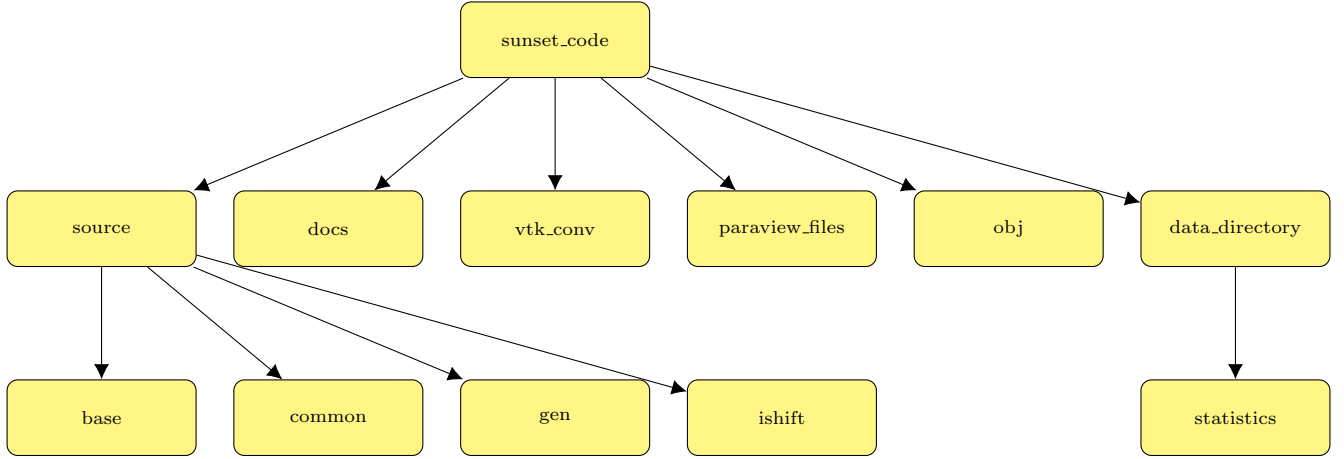 sunset_code
source
docs
vtk_conv
paraview_files
obj
data_directory
base
common
gen
ishift
statistics